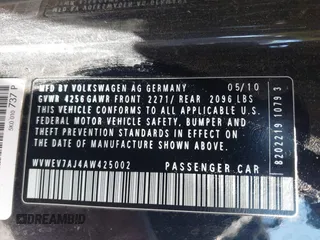 MFD. BY VOLKSWAGEN AG GERMANY 05/10
GVWR 4256 GAWR FRONT 2271/ REAR 2096 LBS
THIS VEHICLE CONFORMS TO ALL APPLICABLE U.S.
FEDERAL MOTOR VEHICLE SAFETY, BUMPER, AND THEFT
PREVENTION STANDARDS IN EFFECT ON THE DATE
OF MANUFACTURE SHOWN ABOVE.
WVWEV7AJ4AW425002 PASSENGER CAR
8202219 1079 3
737 P
DREAMBID